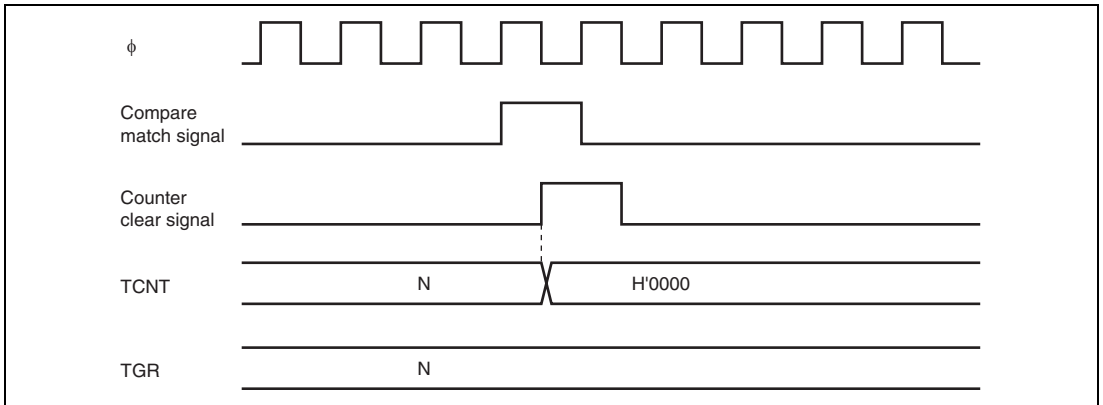 ϕ
Compare
match signal
Counter
clear signal
TCNT N H'0000
TGR N